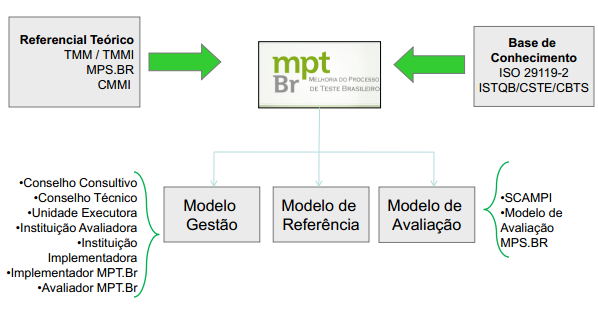 Referencial Teórico
TMM / TMMI
MPS.BR
CMMI
mpt
Br
MELHORIA DO PROCESSO
DE TESTE BRASILEIRO
Base de
Conhecimento
ISO 29119-2
ISTQB/CSTE/CBTS
•Conselho Consultivo
•Conselho Técnico
•Unidade Executora
•Instituição Avaliadora
•Instituição
Implementadora
•Implementador MPT.Br
•Avaliador MPT.Br
Modelo
Gestão
Modelo de
Referência
Modelo de
Avaliação
•SCAMPI
•Modelo de
Avaliação
MPS.BR